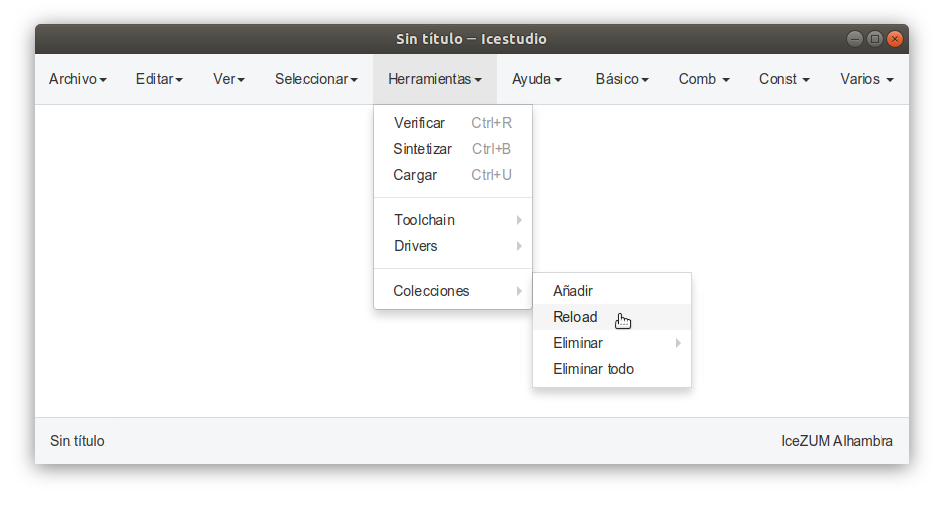 Sin título – Icestudio
Archivo Editar Ver Seleccionar Herramientas Ayuda Básico Comb Const Varios
Verificar Ctrl+R
Sintetizar Ctrl+B
Cargar Ctrl+U
Toolchain
Drivers
Colecciones
Añadir
Reload
Eliminar
Eliminar todo
Sin título IceZUM Alhambra